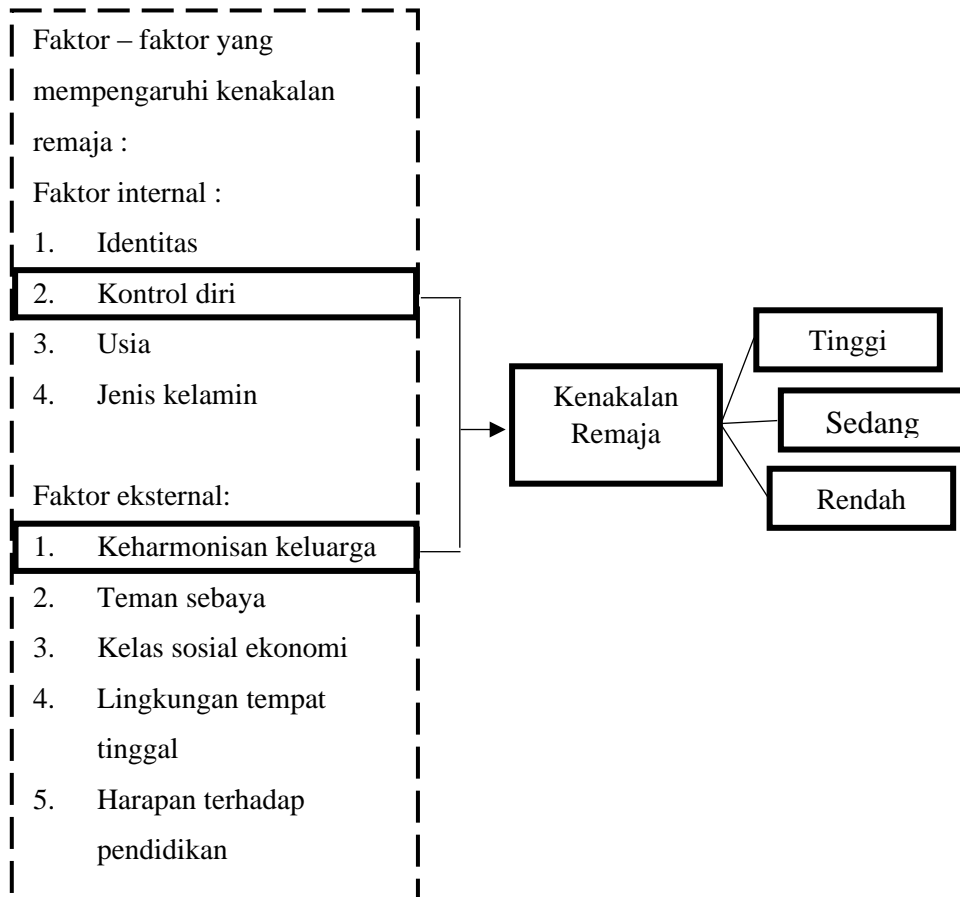 Faktor – faktor yang
mempengaruhi kenakalan
remaja :
Faktor internal :
1. Identitas
2. Kontrol diri
3. Usia
4. Jenis kelamin
Faktor eksternal:
1. Keharmonisan keluarga
2. Teman sebaya
3. Kelas sosial ekonomi
4. Lingkungan tempat
tinggal
5. Harapan terhadap
pendidikan
Kenakalan
Remaja
Tinggi
Sedang
Rendah